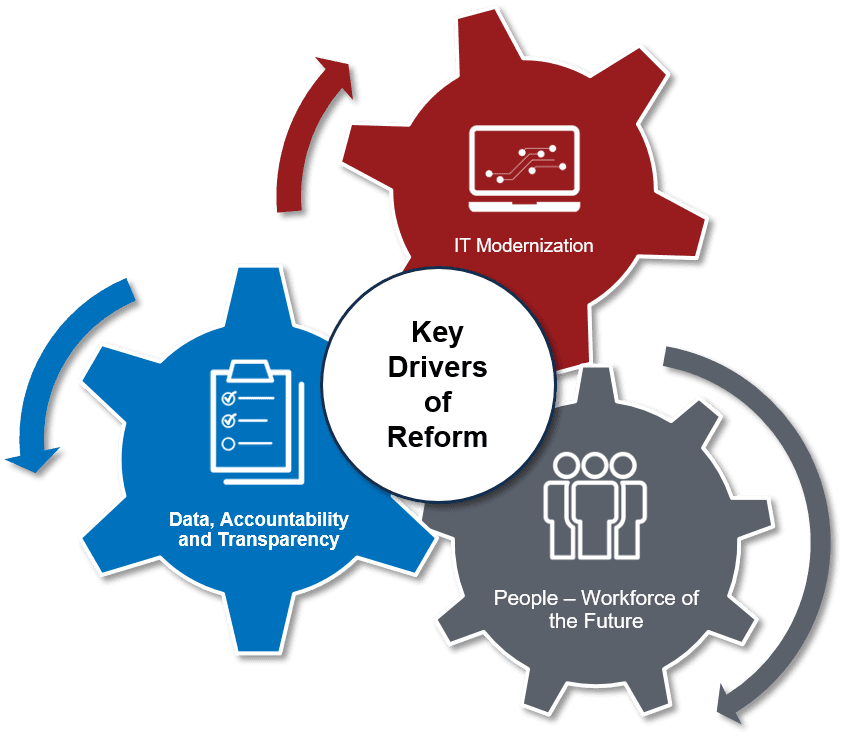 IT Modernization
Key
Drivers
of
Reform
Data, Accountability
and Transparency
People – Workforce of
the Future